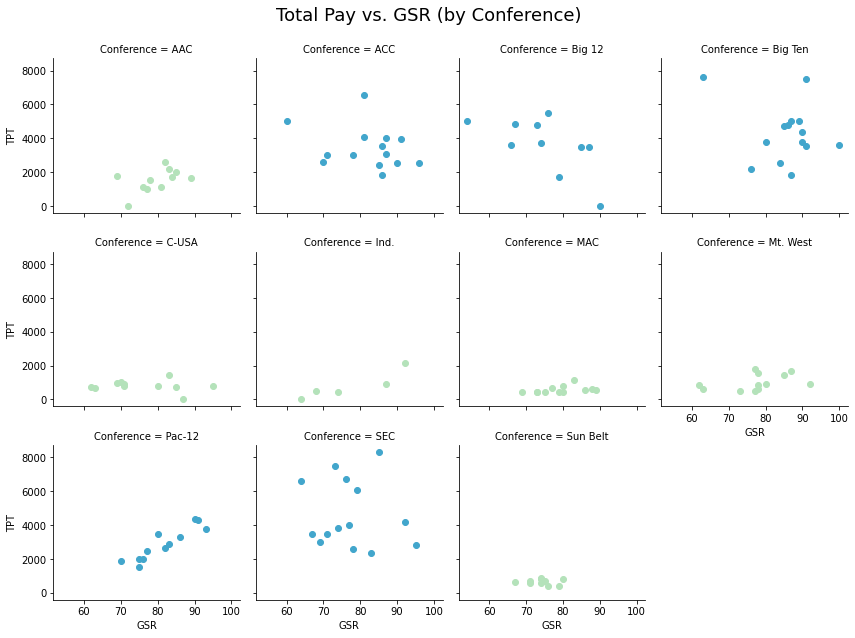 Total Pay vs. GSR (by Conference)
Conference = AAC
Conference = ACC
Conference = Big 12
Conference = Big Ten
8000
6000
4000
2000
0
TPT
Conference = C-USA
Conference = Ind.
Conference = MAC
Conference = Mt. West
8000
6000
4000
2000
0
TPT
60 70 80 90 100
GSR
Conference = Pac-12
Conference = SEC
Conference = Sun Belt
8000
6000
4000
2000
0
TPT
60 70 80 90 100
GSR
60 70 80 90 100
GSR
60 70 80 90 100
GSR